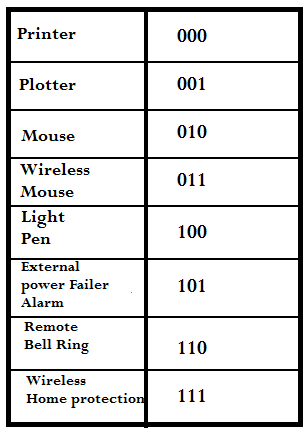 Printer 000
Plotter 001
Mouse 010
Wireless
Mouse 011
Light
Pen 100
External
power Failer 101
Alarm
Remote
Bell Ring 110
Wireless
Home protection 111